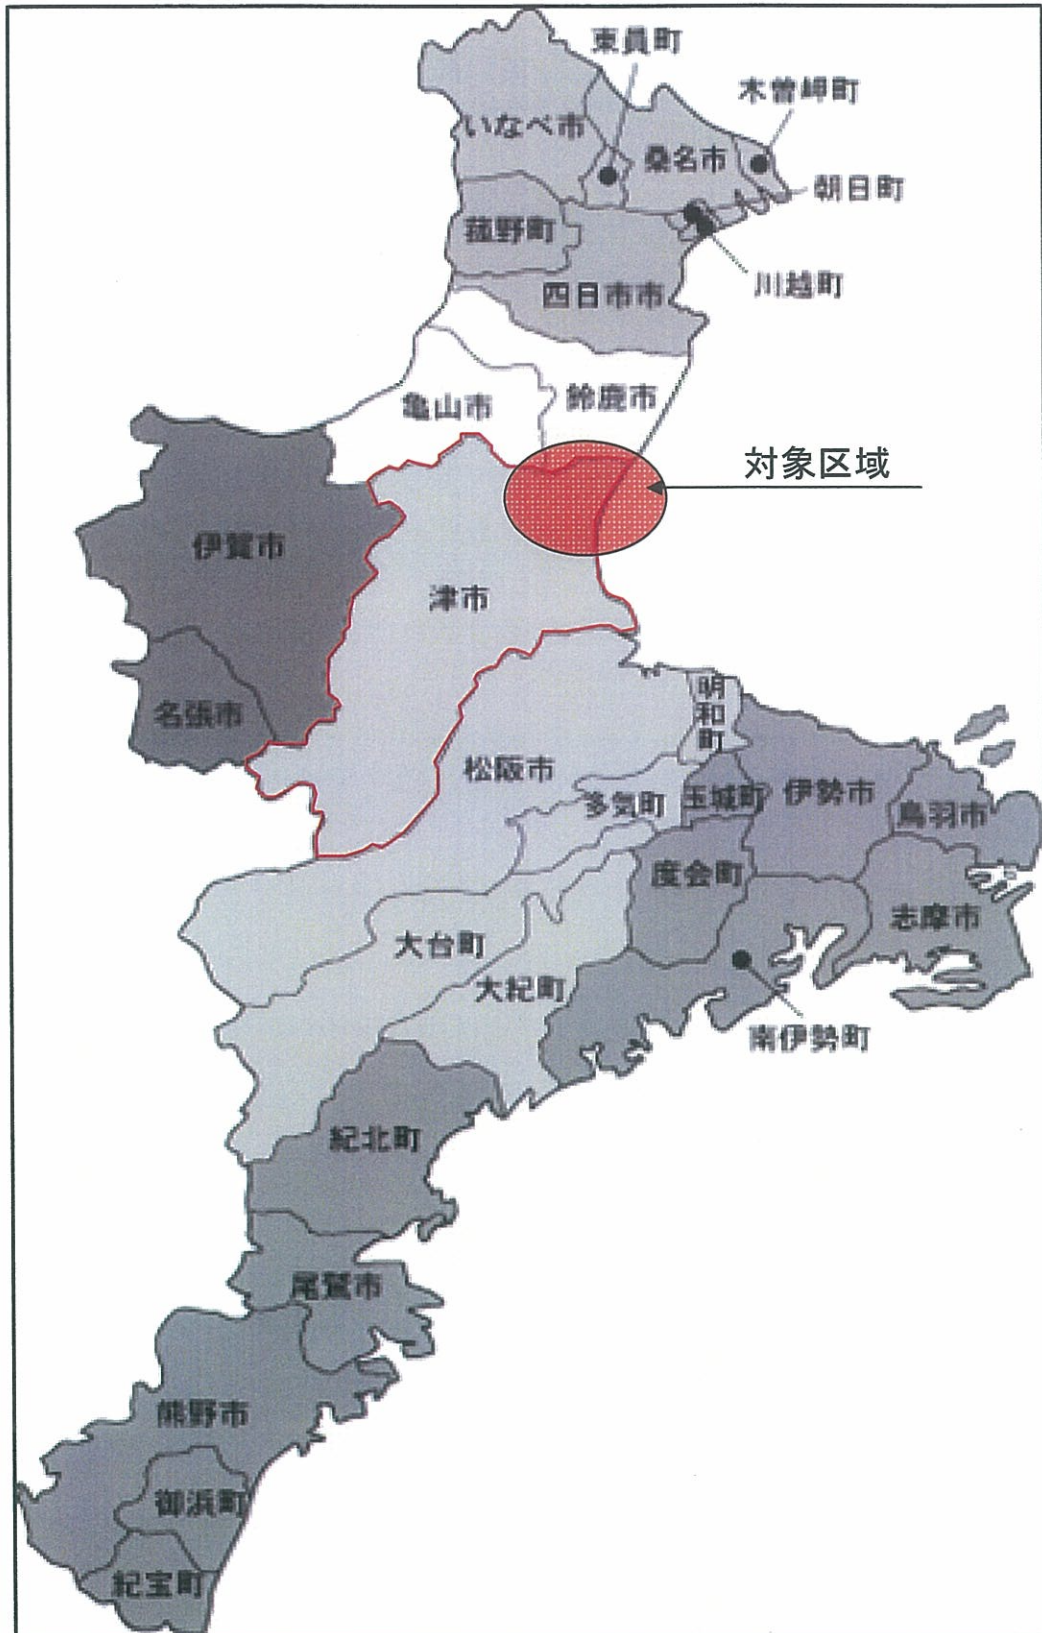 東員町
木曽岬町
いなべ市
桑名市
朝日町
菰野町
川越町
四日市市
亀山市
鈴鹿市
対象区域
伊賀市
津市
名張市
明和町
松阪市
多気町
玉城町
伊勢市
鳥羽市
度会町
志摩市
大台町
大紀町
南伊勢町
紀北町
尾鷲市
熊野市
御浜町
紀宝町